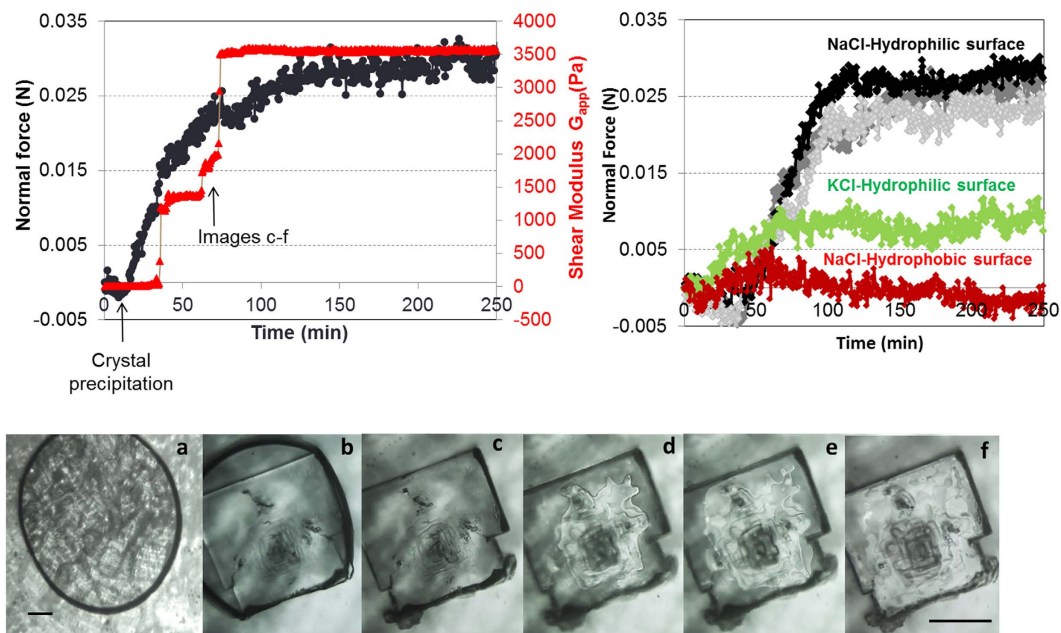 0.035
0.025
0.015
0.005
-0.005
Normal force (N)
4000
3500
3000
2500
2000
1500
1000
500
0
-500
Shear Modulus Gapp(Pa)
0
50
100
150
200
250
Time (min)
Images c-f
Crystal
precipitation
0.035
0.025
0.015
0.005
-0.005
Normal Force (N)
NaCl-Hydrophilic surface
KCl-Hydrophilic surface
NaCl-Hydrophobic surface
0
50
100
150
200
250
Time (min)
a
b
c
d
e
f